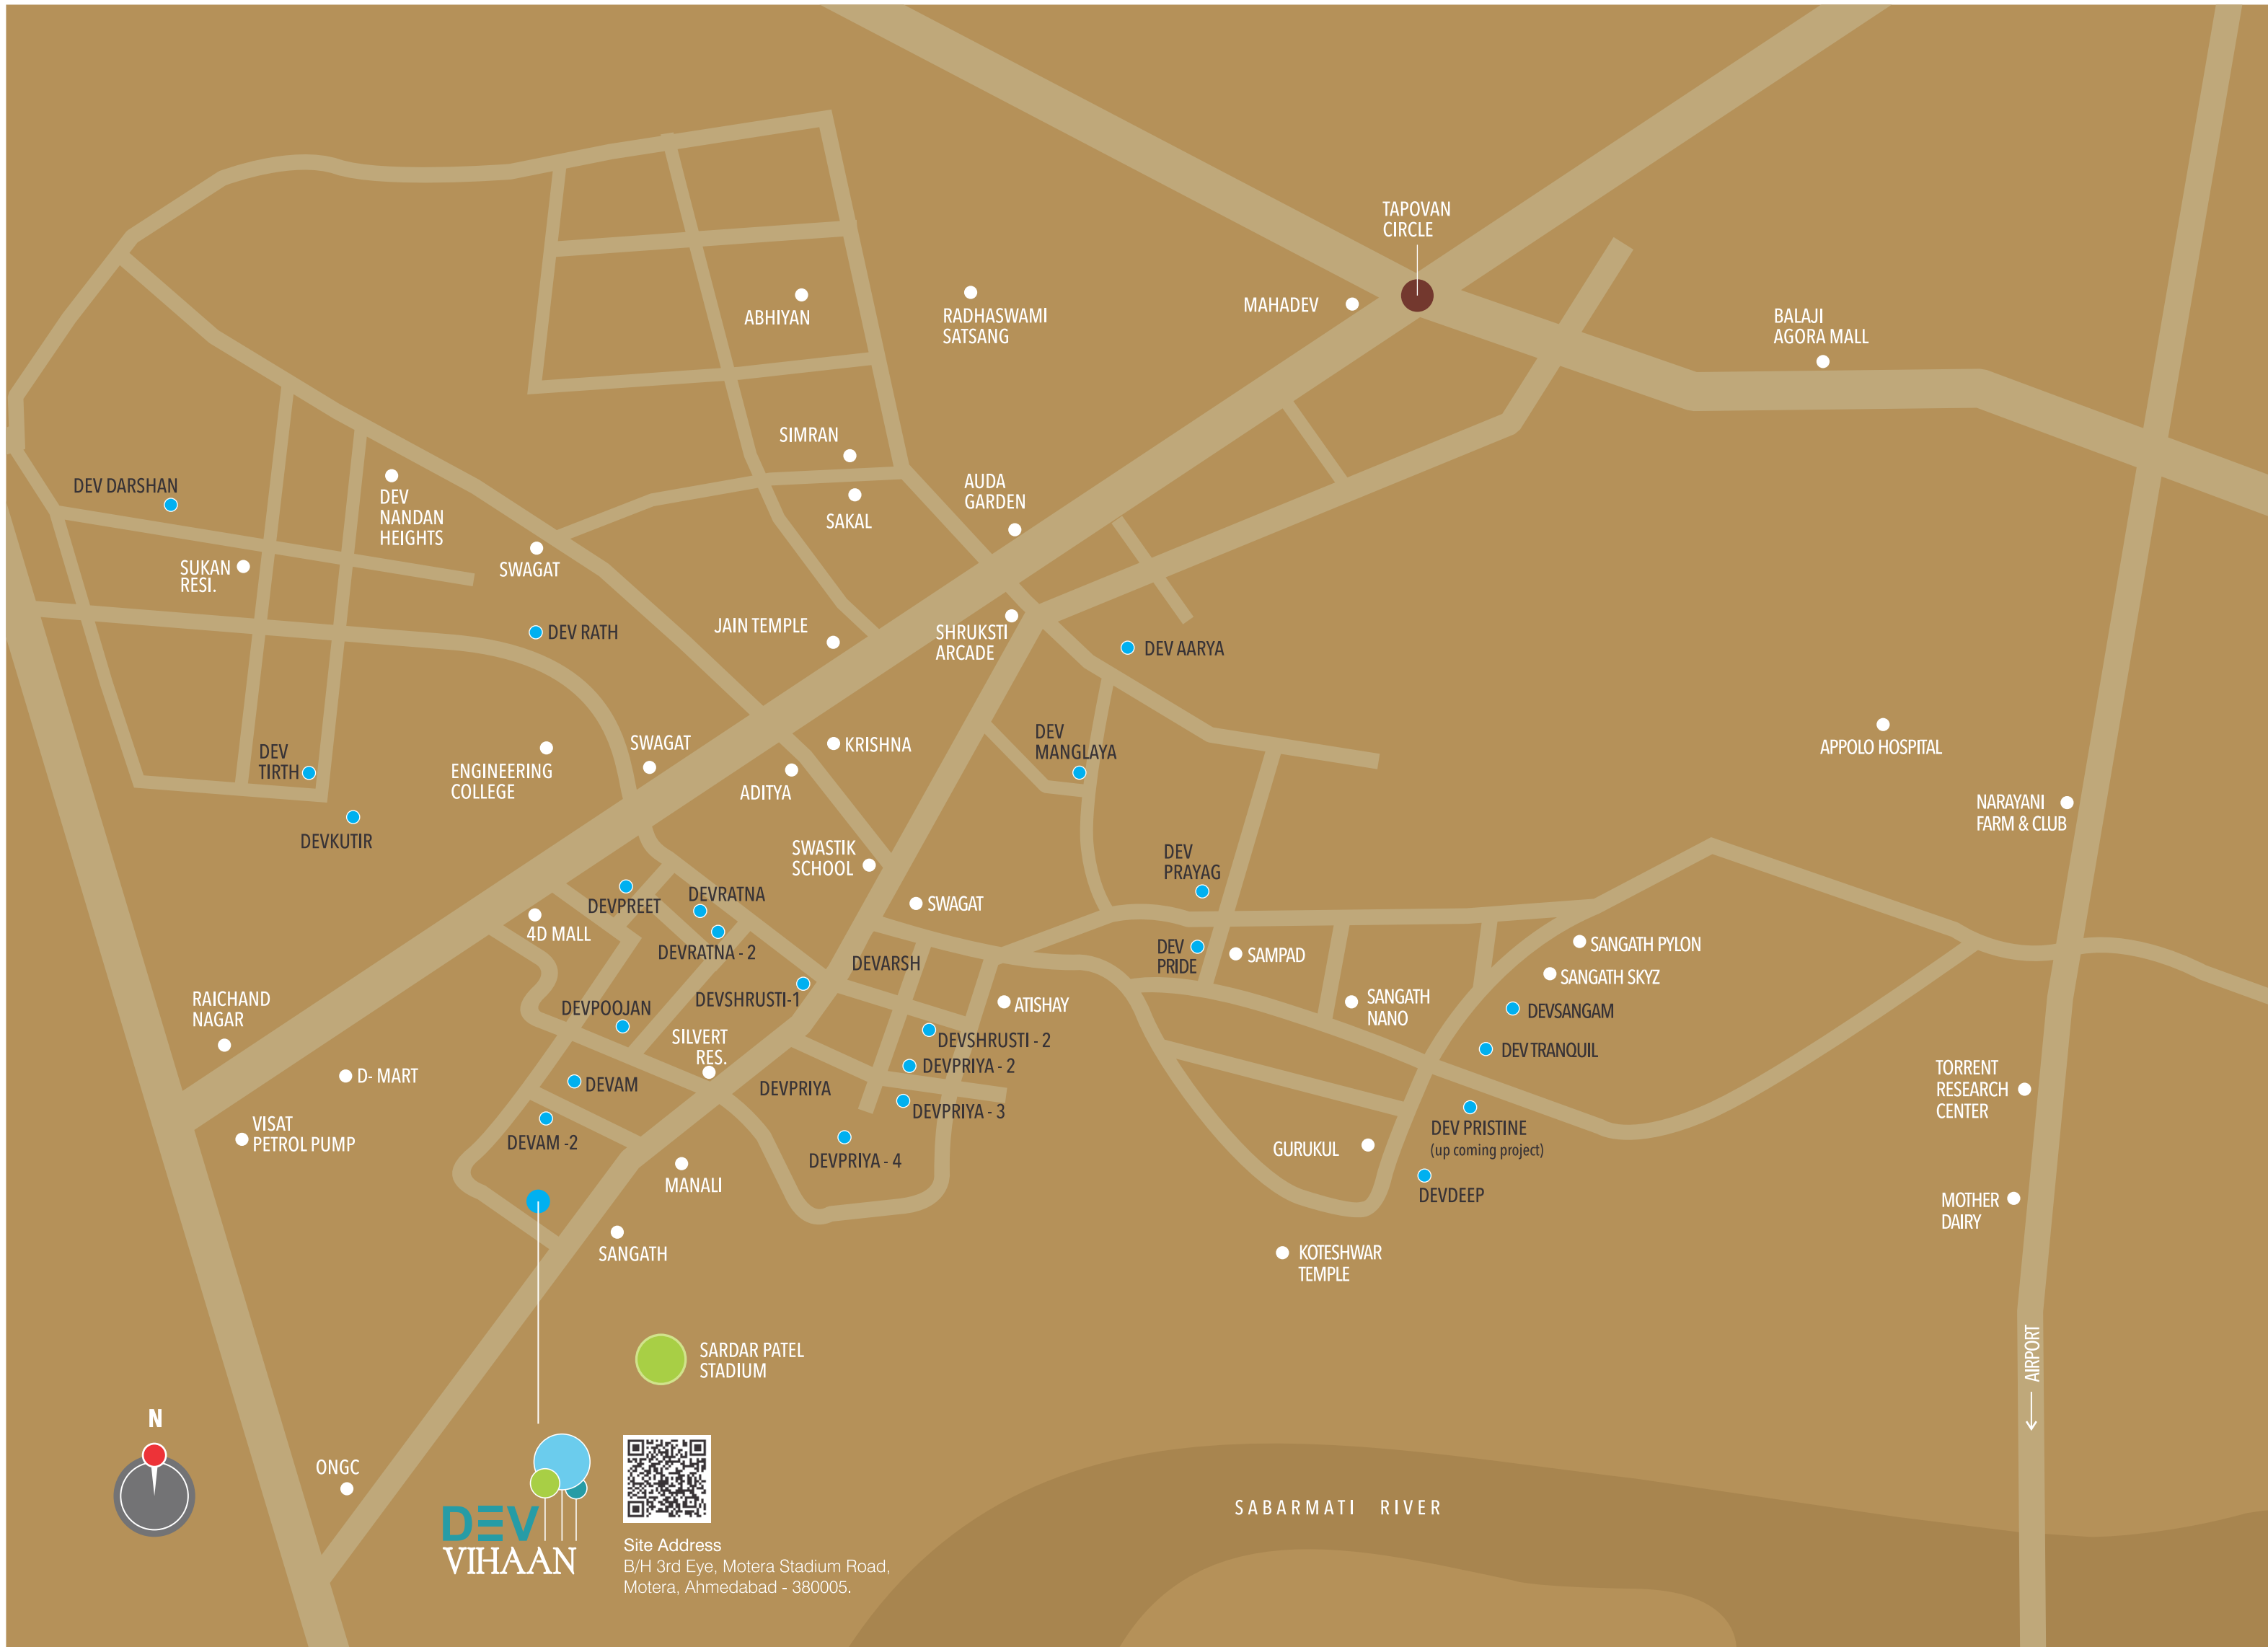 TAPOVAN
CIRCLE
MAHADEV
BALAJI
AGORA MALL
ABHIYAN
RADHASWAMI
SATSANG
SIMRAN
SAKAL
AUDA
GARDEN
DEV DARSHAN
DEV
NANDAN
HEIGHTS
SUKAN
RESI.
SWAGAT
DEV RATH
JAIN TEMPLE
SHRUKSTI
ARCADE
DEV AARYA
DEV
TIRTH
ENGINEERING
COLLEGE
SWAGAT
KRISHNA
ADITYA
DEV
MANGLAYA
APPOLO HOSPITAL
NARAYANI
FARM & CLUB
DEVKUTIR
SWASTIK
SCHOOL
DEV
PRAYAG
DEVPREET
DEVRATNA
SWAGAT
4D MALL
DEVRATNA - 2
DEVARSH
DEV
PRIDE
SAMPAD
SANGATH PYLON
SANGATH SKYZ
RAICHAND
NAGAR
DEVPOOJAN
DEVSHRUSTI-1
ATISHAY
SANGATH
NANO
DEVSANGAM
SILVERT
RES.
DEVSHRUSTI - 2
DEV TRANQUIL
D- MART
DEVAM
DEVPRIYA
DEVPRIYA - 2
TORRENT
RESEARCH
CENTER
DEVPRIYA - 3
VISAT
PETROL PUMP
DEVAM -2
DEVPRIYA - 4
GURUKUL
DEV PRISTINE
(up coming project)
MANALI
DEVDEEP
MOTHER
DAIRY
SANGATH
KOTESHWAR
TEMPLE
SARDAR PATEL
STADIUM
AIRPORT
N
ONGC
SABARMATI RIVER
DEV
VIHAAN
Site Address
B/H 3rd Eye, Motera Stadium Road,
Motera, Ahmedabad - 380005.